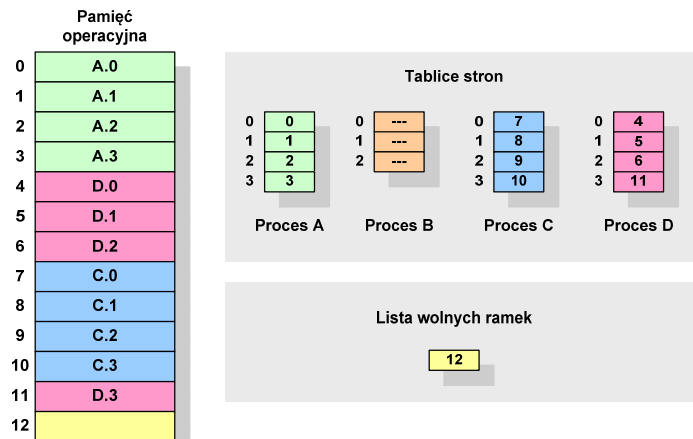 Pamięć
operacyjna
0 A.0
1 A.1
2 A.2
3 A.3
4 D.0
5 D.1
6 D.2
7 C.0
8 C.1
9 C.2
10 C.3
11 D.3
12
Tablice stron
0 0
1 1
2 2
3 3
Proces A
0 ---
1 ---
2 ---
Proces B
0 7
1 8
2 9
3 10
Proces C
0 4
1 5
2 6
3 11
Proces D
Lista wolnych ramek
12